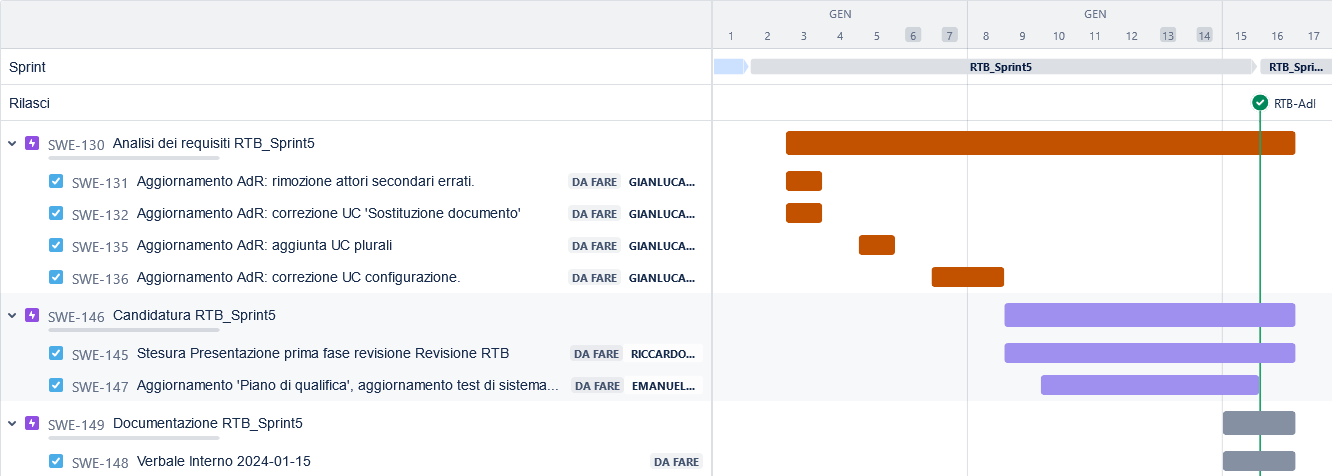 GEN GEN
1 2 3 4 5 6 7 8 9 10 11 12 13 14 15 16 17
Sprint RTB_Sprint5 RTB_Spri...
Rilasci RTB-AdI
SWE-130 Analisi dei requisiti RTB_Sprint5
SWE-131 Aggiornamento AdR: rimozione attori secondari errati. DA FARE GIANLUCA...
SWE-132 Aggiornamento AdR: correzione UC 'Sostituzione documento' DA FARE GIANLUCA...
SWE-135 Aggiornamento AdR: aggiunta UC plurali DA FARE GIANLUCA...
SWE-136 Aggiornamento AdR: correzione UC configurazione. DA FARE GIANLUCA...
SWE-146 Candidatura RTB_Sprint5
SWE-145 Stesura Presentazione prima fase revisione Revisione RTB DA FARE RICCARDO...
SWE-147 Aggiornamento 'Piano di qualifica', aggiornamento test di sistema... DA FARE EMANUEL...
SWE-149 Documentazione RTB_Sprint5
SWE-148 Verbale Interno 2024-01-15 DA FARE